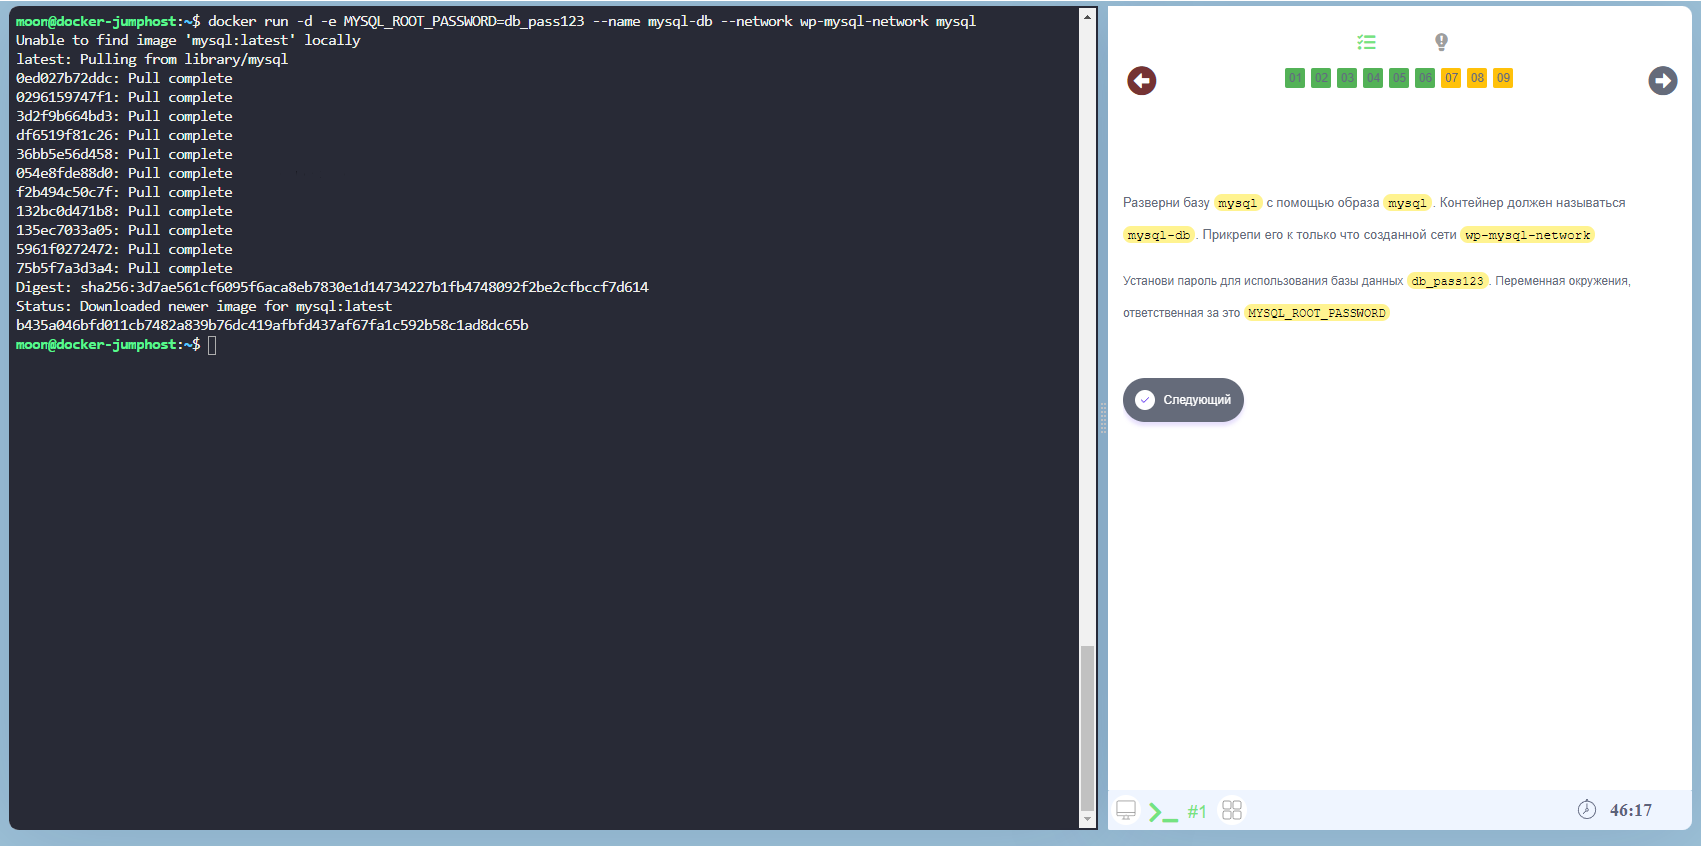 moon@docker-jumphost:~$ docker run -d -e MYSQL_ROOT_PASSWORD=db_pass123 --name mysql-db --network wp-mysql-network mysql
Unable to find image 'mysql:latest' locally
latest: Pulling from library/mysql
0ed027b72ddc: Pull complete
0296159747f1: Pull complete
3d2f9b664bd3: Pull complete
df6519f81c26: Pull complete
36bb5e56d458: Pull complete
054e8fde88d0: Pull complete
f2b494c50c7f: Pull complete
132bc0d471b8: Pull complete
135ec7033a05: Pull complete
5961f0272472: Pull complete
75b5f7a3d3a4: Pull complete
Digest: sha256:3d7ae561cf6095f6aca8eb7830e1d14734227b1fb4748092f2be2cfbccf7d614
Status: Downloaded newer image for mysql:latest
b435a046bfd011cb7482a839b76dc419afbfd437af67fa1c592b58c1ad8dc65b
moon@docker-jumphost:~$
01 02 03 04 05 06 07 08 09
Разверни базу mysql с помощью образа mysql. Контейнер должен называться
mysql-db. Прикрепи его к только что созданной сети wp-mysql-network
Установи пароль для использования базы данных db_pass123. Переменная окружения,
ответственная за это MYSQL_ROOT_PASSWORD
Следующий
#1
46:17